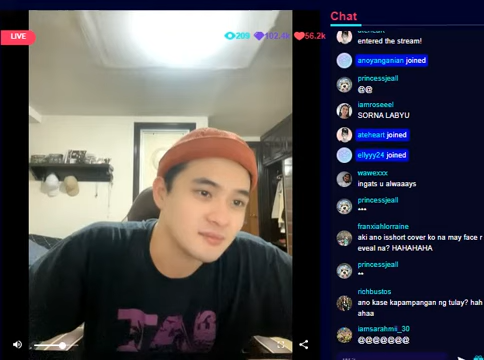 Chat
LIVE
209
102.4k
56.2k
ateheart
entered the stream!
anoyanganian joined
princessjeall
@@
iamroseeel
SORNA LABYU
ateheart joined
ellyyy24 joined
wawexxx
ingats u alwaaays
princessjeall
***
franxiahlorraine
aki ano isshort cover ko na may face r
eveal na? HAHAHAHA
princessjeall
**
richbustos
ano kase kapampangan ng tulay? hah
ahaa
iamsarahmii_30
@@@@@@@